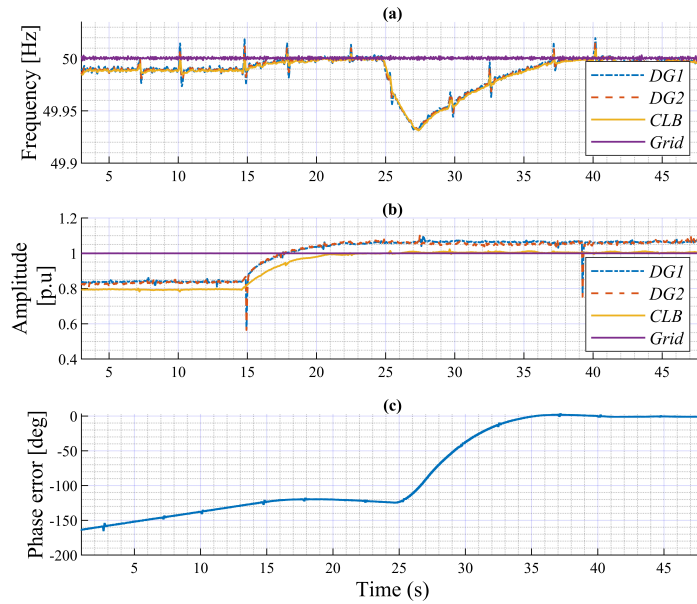 (a)
Frequency [Hz]
50
49.95
49.9
5 10 15 20 25 30 35 40 45
DG1
DG2
CLB
Grid
(b)
Amplitude
[p.u]
1.2
1
0.8
0.6
0.4
5 10 15 20 25 30 35 40 45
DG1
DG2
CLB
Grid
(c)
Phase error [deg]
0
-50
-100
-150
-200
5 10 15 20 25 30 35 40 45
Time (s)